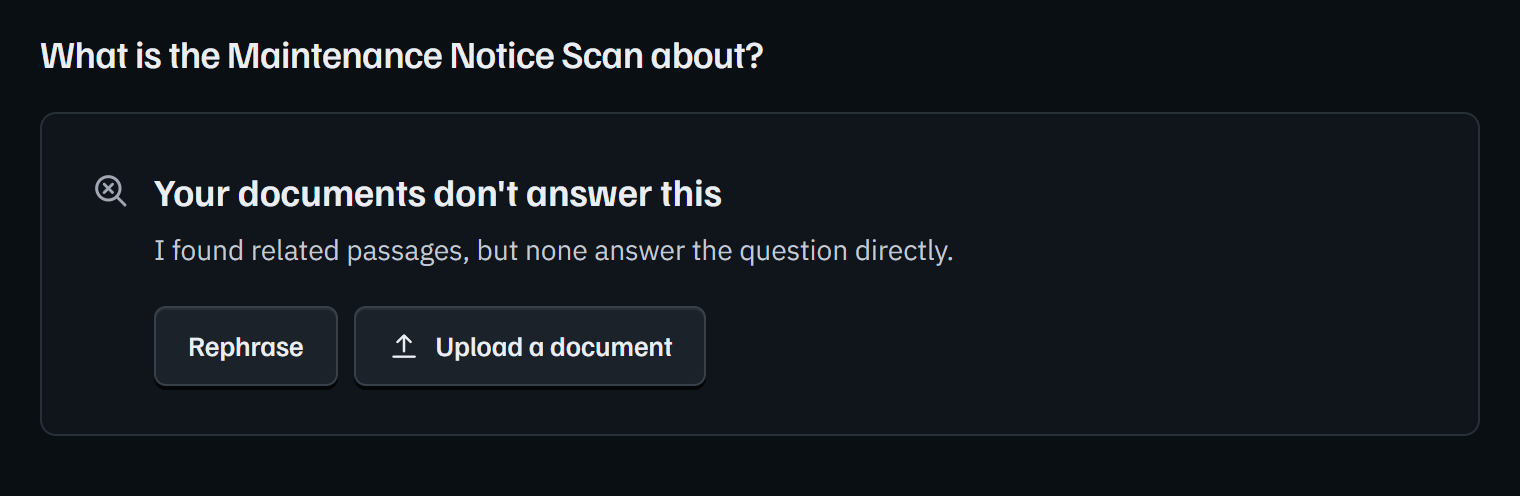 What is the Maintenance Notice Scan about?
Your documents don't answer this
I found related passages, but none answer the question directly.
Rephrase
Upload a document